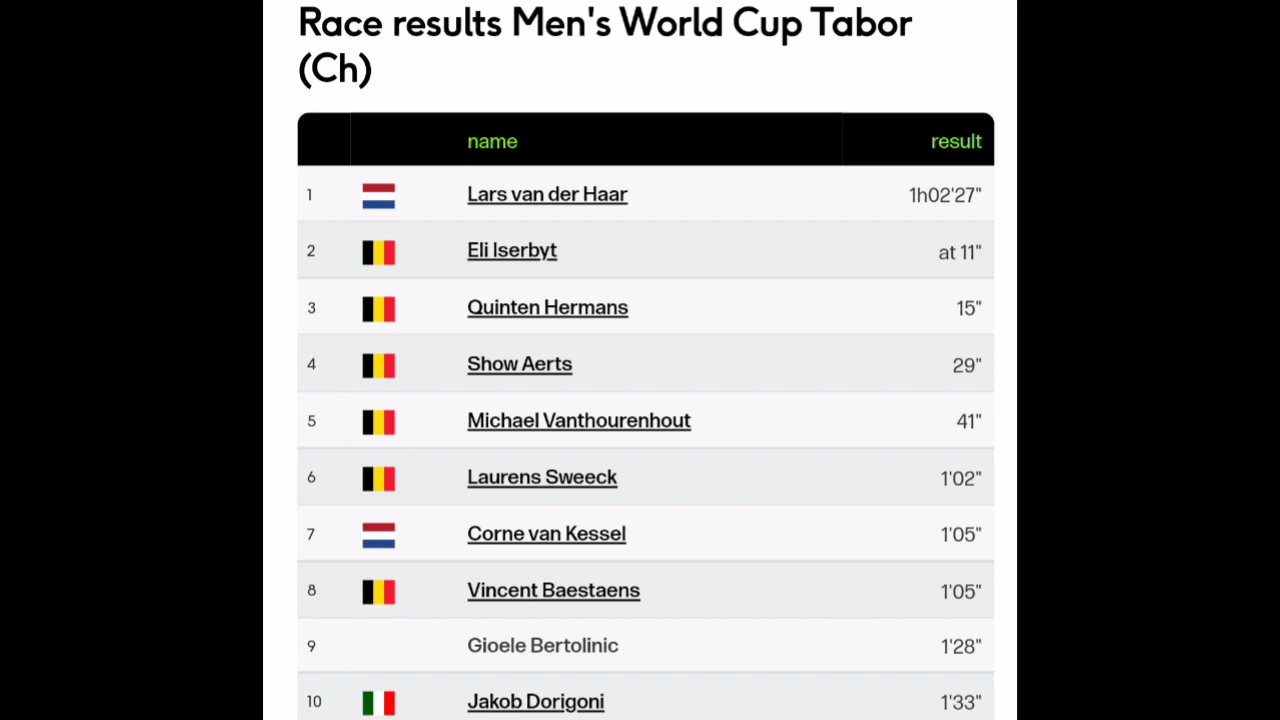 Race results Men's World Cup Tabor
(Ch)
name result
1 Lars van der Haar 1h02'27"
2 Eli Iserbyt at 11"
3 Quinten Hermans 15"
4 Show Aerts 29"
5 Michael Vanthourenhout 41"
6 Laurens Sweeck 1'02"
7 Corne van Kessel 1'05"
8 Vincent Baestaens 1'05"
9 Gioele Bertolinic 1'28"
10 Jakob Dorigoni 1'33"